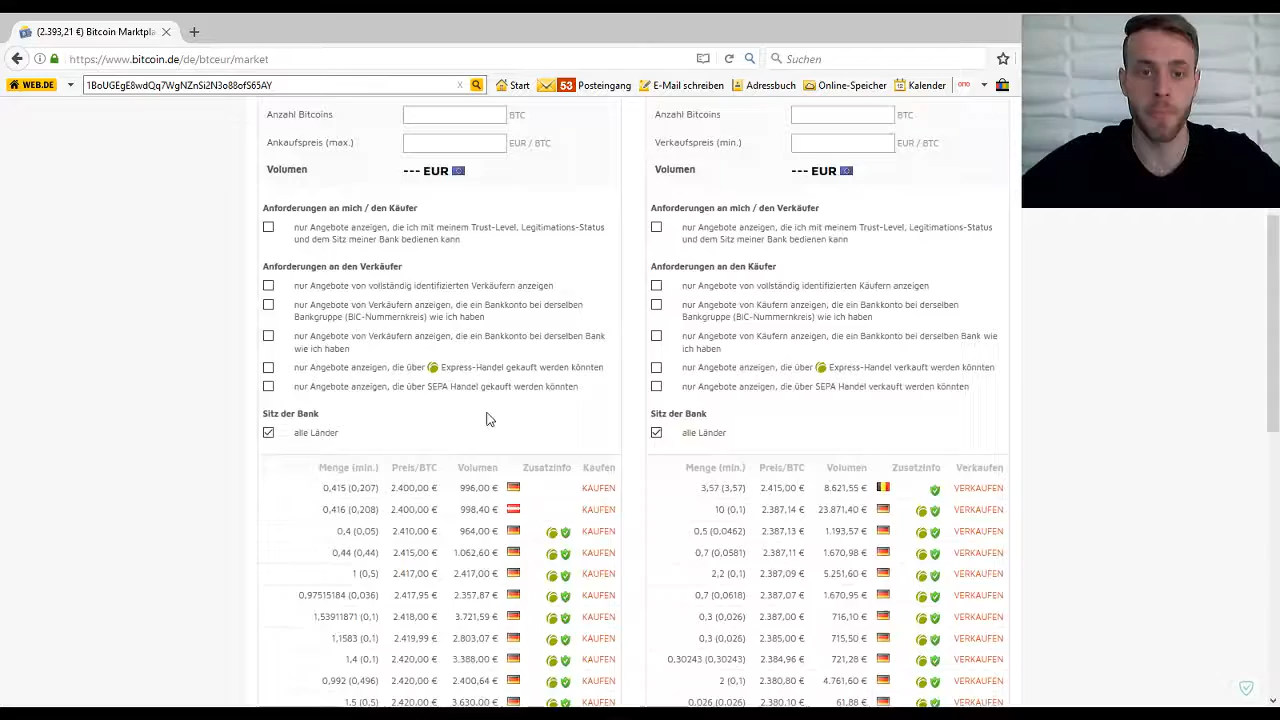 (2.393,21 €) Bitcoin Marktpla
https://www.bitcoin.de/de/btceur/market
Suchen
WEB.DE
1BoUGEgE8wdQq7WgNZnSi2N3o88ofS65AY
Start
53 Posteingang
E-Mail schreiben
Adressbuch
Online-Speicher
Kalender
Anzahl Bitcoins BTC
Ankaufspreis (max.) EUR / BTC
Volumen --- EUR
Anforderungen an mich / den Käufer
nur Angebote anzeigen, die ich mit meinem Trust-Level, Legitimations-Status
und dem Sitz meiner Bank bedienen kann
Anforderungen an den Verkäufer
nur Angebote von vollständig identifizierten Verkäufern anzeigen
nur Angebote von Verkäufern anzeigen, die ein Bankkonto bei derselben
Bankgruppe (BIC-Nummernkreis) wie ich haben
nur Angebote von Verkäufern anzeigen, die ein Bankkonto bei derselben Bank
wie ich haben
nur Angebote anzeigen, die über Express-Handel gekauft werden könnten
nur Angebote anzeigen, die über SEPA Handel gekauft werden könnten
Sitz der Bank
alle Länder
Menge (min.) Preis/BTC Volumen Zusatzinfo Kaufen
0,415 (0,207) 2.400,00 € 996,00 € KAUFEN
0,416 (0,208) 2.400,00 € 998,40 € KAUFEN
0,4 (0,05) 2.410,00 € 964,00 € KAUFEN
0,44 (0,44) 2.415,00 € 1.062,60 € KAUFEN
1 (0,5) 2.417,00 € 2.417,00 € KAUFEN
0,97515184 (0,036) 2.417,95 € 2.357,87 € KAUFEN
1,53911871 (0,1) 2.418,00 € 3.721,59 € KAUFEN
1,1583 (0,1) 2.419,99 € 2.803,07 € KAUFEN
1,4 (0,1) 2.420,00 € 3.388,00 € KAUFEN
0,992 (0,496) 2.420,00 € 2.400,64 € KAUFEN
1,5 (0,5) 2.420,00 € 3.630,00 € KAUFEN
Anzahl Bitcoins BTC
Verkaufspreis (min.) EUR / BTC
Volumen --- EUR
Anforderungen an mich / den Verkäufer
nur Angebote anzeigen, die ich mit meinem Trust-Level, Legitimations-Status
und dem Sitz meiner Bank bedienen kann
Anforderungen an den Käufer
nur Angebote von vollständig identifizierten Käufern anzeigen
nur Angebote von Käufern anzeigen, die ein Bankkonto bei derselben
Bankgruppe (BIC-Nummernkreis) wie ich haben
nur Angebote von Käufern anzeigen, die ein Bankkonto bei derselben Bank wie
ich haben
nur Angebote anzeigen, die über Express-Handel verkauft werden könnten
nur Angebote anzeigen, die über SEPA Handel verkauft werden könnten
Sitz der Bank
alle Länder
Menge (min.) Preis/BTC Volumen Zusatzinfo Verkaufen
3,57 (3,57) 2.415,00 € 8.621,55 € VERKAUFEN
10 (0,1) 2.387,14 € 23.871,40 € VERKAUFEN
0,5 (0,0462) 2.387,13 € 1.193,57 € VERKAUFEN
0,7 (0,0581) 2.387,11 € 1.670,98 € VERKAUFEN
2,2 (0,1) 2.387,09 € 5.251,60 € VERKAUFEN
0,7 (0,0618) 2.387,07 € 1.670,95 € VERKAUFEN
0,3 (0,026) 2.387,00 € 716,10 € VERKAUFEN
0,3 (0,026) 2.385,00 € 715,50 € VERKAUFEN
0,30243 (0,30243) 2.384,96 € 721,28 € VERKAUFEN
2 (0,1) 2.380,80 € 4.761,60 € VERKAUFEN
0,026 (0,026) 2.380,10 € 61,88 € VERKAUFEN